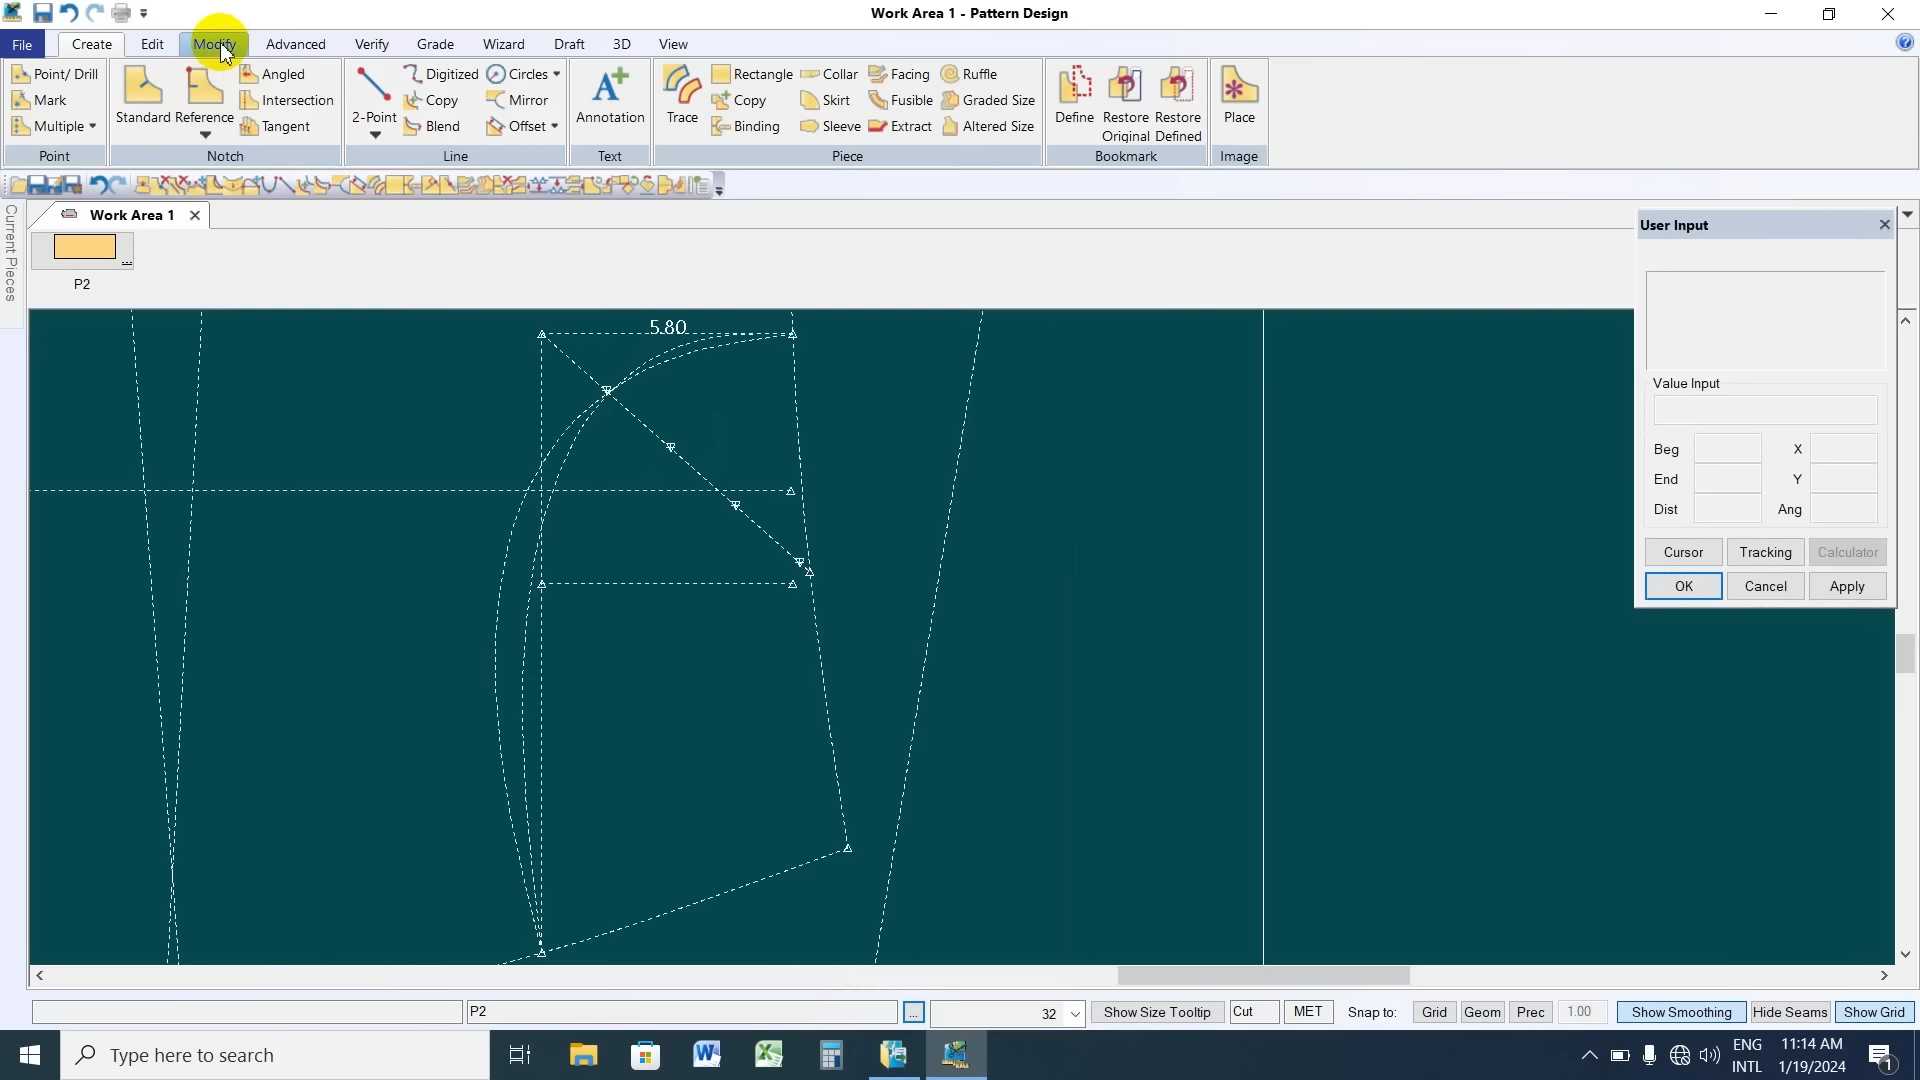 Work Area 1 - Pattern Design
File Create Edit Modify Advanced Verify Grade Wizard Draft 3D View
Point/ Drill Angled Digitized Circles Rectangle Collar Facing Ruffle
Mark Intersection Copy Mirror Copy Skirt Fusible Graded Size
Multiple Tangent Blend Offset Binding Sleeve Extract Altered Size
Standard Reference 2-Point Annotation Trace Define Restore Original Restore Defined Place
Point Notch Line Text Piece Bookmark Image
Work Area 1
Current Pieces
P2
5.80
User Input
Value Input
Beg X
End Y
Dist Ang
Cursor Tracking Calculator
OK Cancel Apply
P2 ... 32 Show Size Tooltip Cut MET Snap to: Grid Geom Prec 1.00 Show Smoothing Hide Seams Show Grid
Type here to search
ENG 11:14 AM
INTL 1/19/2024
1